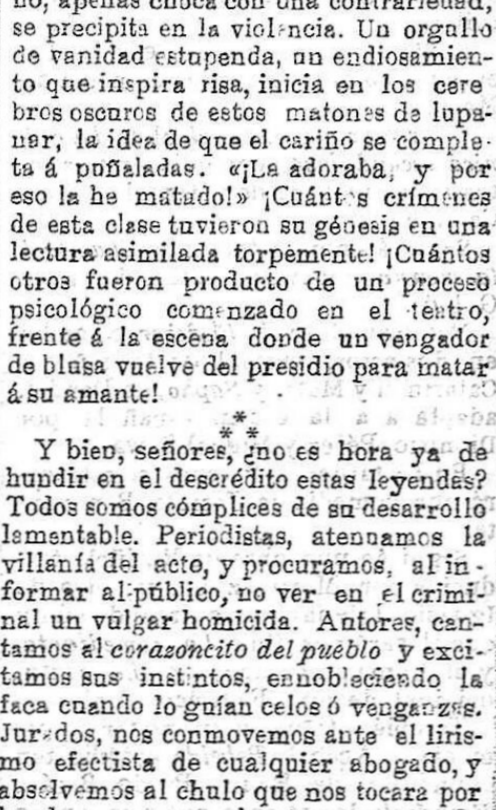 no, apenas choca con una contrariedad,
se precipita en la violencia. Un orgullo
de vanidad estupenda, un endiosamien-
to que inspira risa, inicia en los cere
bros oscuros de estos matones de lupa-
nar, la idea de que el cariño se comple-
ta á puñaladas. «¡La adoraba, y por
eso la he matado!» ¡Cuántos crímenes
de esta clase tuvieron su génesis en una
lectura asimilada torpemente! ¡Cuántos
otros fueron producto de un proceso
psicológico comenzado en el teatro,
frente á la escena donde un vengador
de blusa vuelve del presidio para matar
á su amante!
* * *
Y bien, señores, ¿no es hora ya de
hundir en el descrédito estas leyendas?
Todos somos cómplices de su desarrollo
lamentable. Periodistas, atenuamos la
villanía del acto, y procuramos, al in-
formar al público, no ver en el crimi-
nal un vulgar homicida. Autores, can-
tamos al corazoncito del pueblo y exci-
tamos sus instintos, ennobleciendo la
faca cuando lo guían celos ó venganzas.
Jurados, nos conmovemos ante el liris-
mo efectista de cualquier abogado, y
absolvemos al chulo que nos tocara por